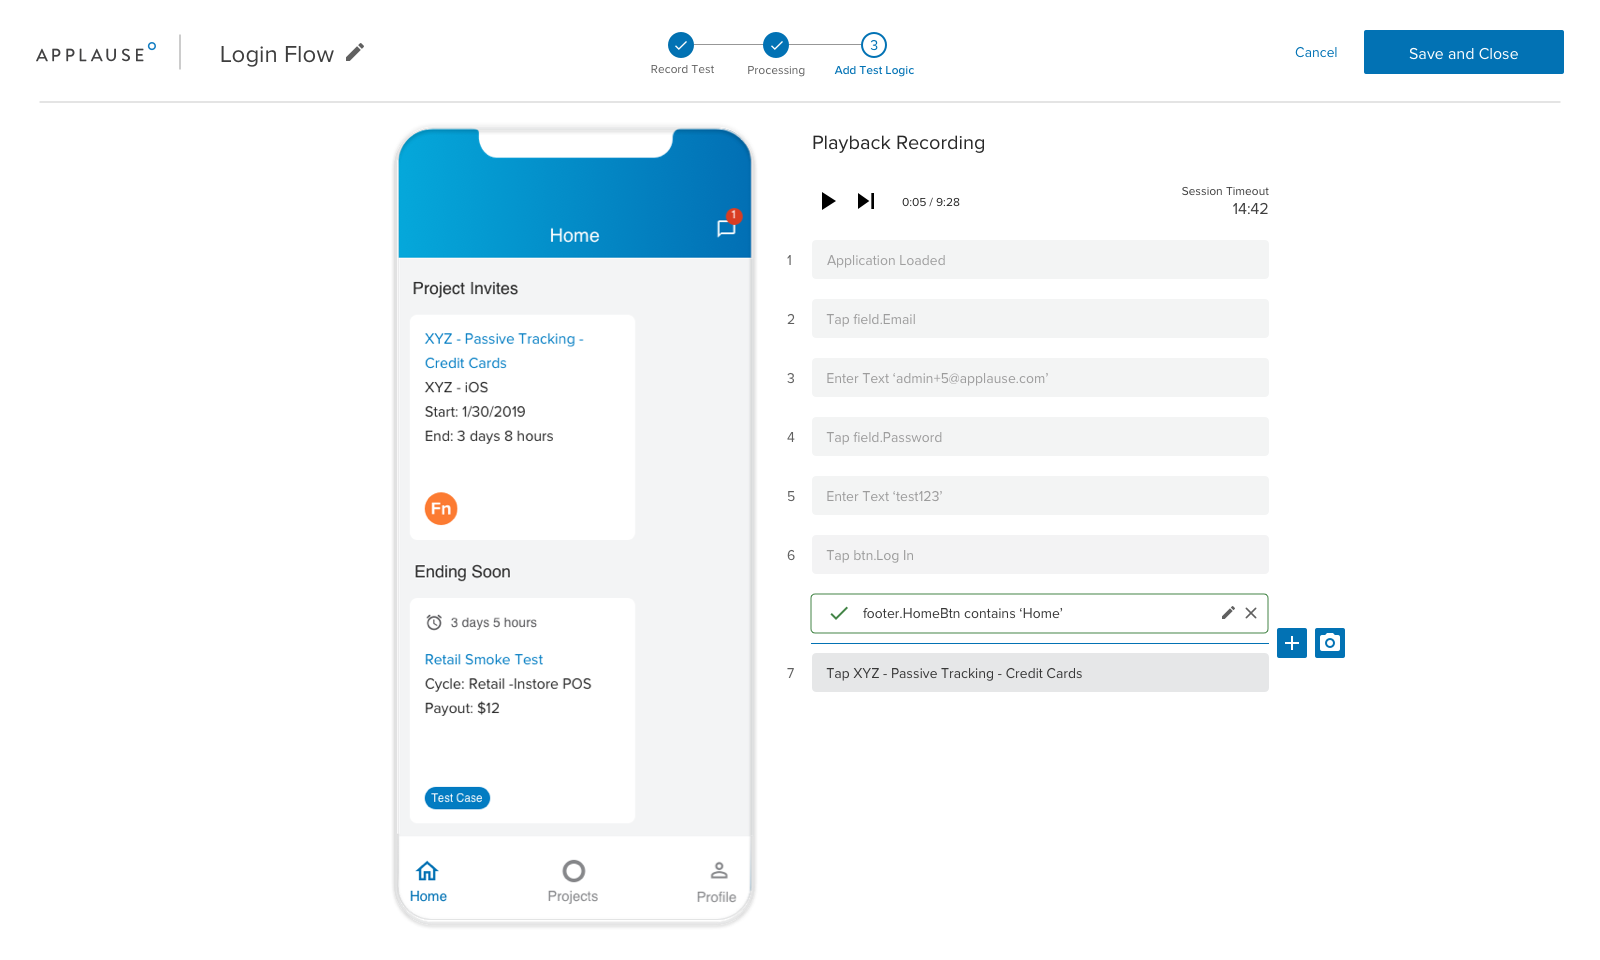 APPLAUSE
Login Flow
3
Record Test
Processing
Add Test Logic
Cancel
Save and Close
1
Home
Project Invites
XYZ - Passive Tracking -
Credit Cards
XYZ - iOS
Start: 1/30/2019
End: 3 days 8 hours
Fn
Ending Soon
3 days 5 hours
Retail Smoke Test
Cycle: Retail -Instore POS
Payout: $12
Test Case
Home
Projects
Profile
Playback Recording
0:05 / 9:28
Session Timeout
14:42
1 Application Loaded
2 Tap field.Email
3 Enter Text ‘admin+5@applause.com’
4 Tap field.Password
5 Enter Text ‘test123’
6 Tap btn.Log In
footer.HomeBtn contains ‘Home’
7 Tap XYZ - Passive Tracking - Credit Cards